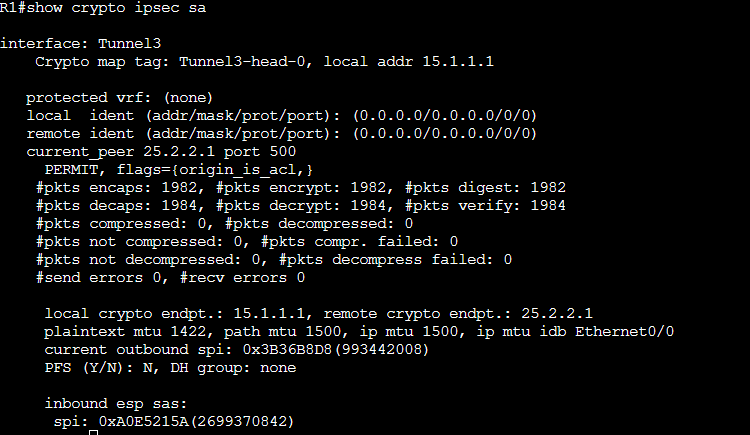 R1#show crypto ipsec sa
interface: Tunnel3
Crypto map tag: Tunnel3-head-0, local addr 15.1.1.1
protected vrf: (none)
local  ident (addr/mask/prot/port): (0.0.0.0/0.0.0.0/0/0)
remote ident (addr/mask/prot/port): (0.0.0.0/0.0.0.0/0/0)
current_peer 25.2.2.1 port 500
PERMIT, flags={origin_is_acl,}
#pkts encaps: 1982, #pkts encrypt: 1982, #pkts digest: 1982
#pkts decaps: 1984, #pkts decrypt: 1984, #pkts verify: 1984
#pkts compressed: 0, #pkts decompressed: 0
#pkts not compressed: 0, #pkts compr. failed: 0
#pkts not decompressed: 0, #pkts decompress failed: 0
#send errors 0, #recv errors 0
local crypto endpt.: 15.1.1.1, remote crypto endpt.: 25.2.2.1
plaintext mtu 1422, path mtu 1500, ip mtu 1500, ip mtu idb Ethernet0/0
current outbound spi: 0x3B36B8D8(993442008)
PFS (Y/N): N, DH group: none
inbound esp sas:
spi: 0xA0E5215A(2699370842)